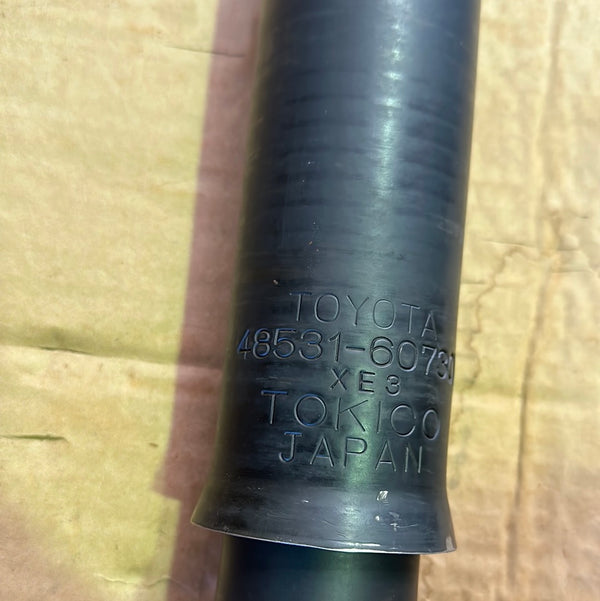 TOYOTA
48531-60730
XE3
TOKICO
JAPAN